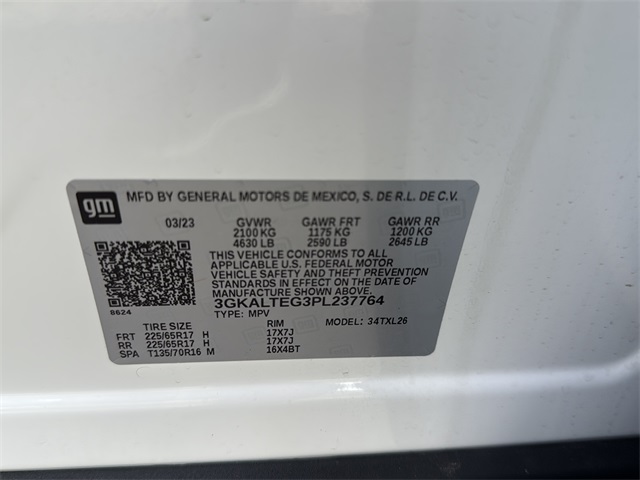 gm
MFD BY GENERAL MOTORS DE MEXICO, S. DE R.L. DE C.V.
03/23 GVWR GAWR FRT GAWR RR
2100 KG 1175 KG 1200 KG
4630 LB 2590 LB 2645 LB
THIS VEHICLE CONFORMS TO ALL
APPLICABLE U.S. FEDERAL MOTOR
VEHICLE SAFETY AND THEFT PREVENTION
STANDARDS IN EFFECT ON THE DATE OF
3GKALTEG3PL237764
8624
TYPE: MPV
TIRE SIZE RIM MODEL: 34TXL26
FRT 225/65R17 H 17X7J
RR 225/65R17 H 17X7J
SPA T135/70R16 M 16X4BT